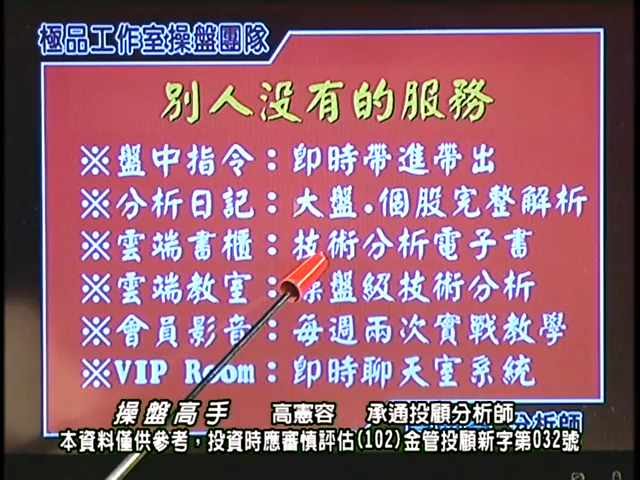 極品工作室操盤團隊
別人没有的服務
※盤中指令：即時帶進帶出
※分析日記：大盤.個股完整解析
※雲端書櫃：技術分析電子書
※雲端教室：操盤級技術分析
※會員影音：每週兩次實戰教學
※VIP Room：即時聊天室系統
操盤高手 高憲容 承通投顧分析師
分析師
本資料僅供參考，投資時應審慎評估(102)金管投顧新字第032號